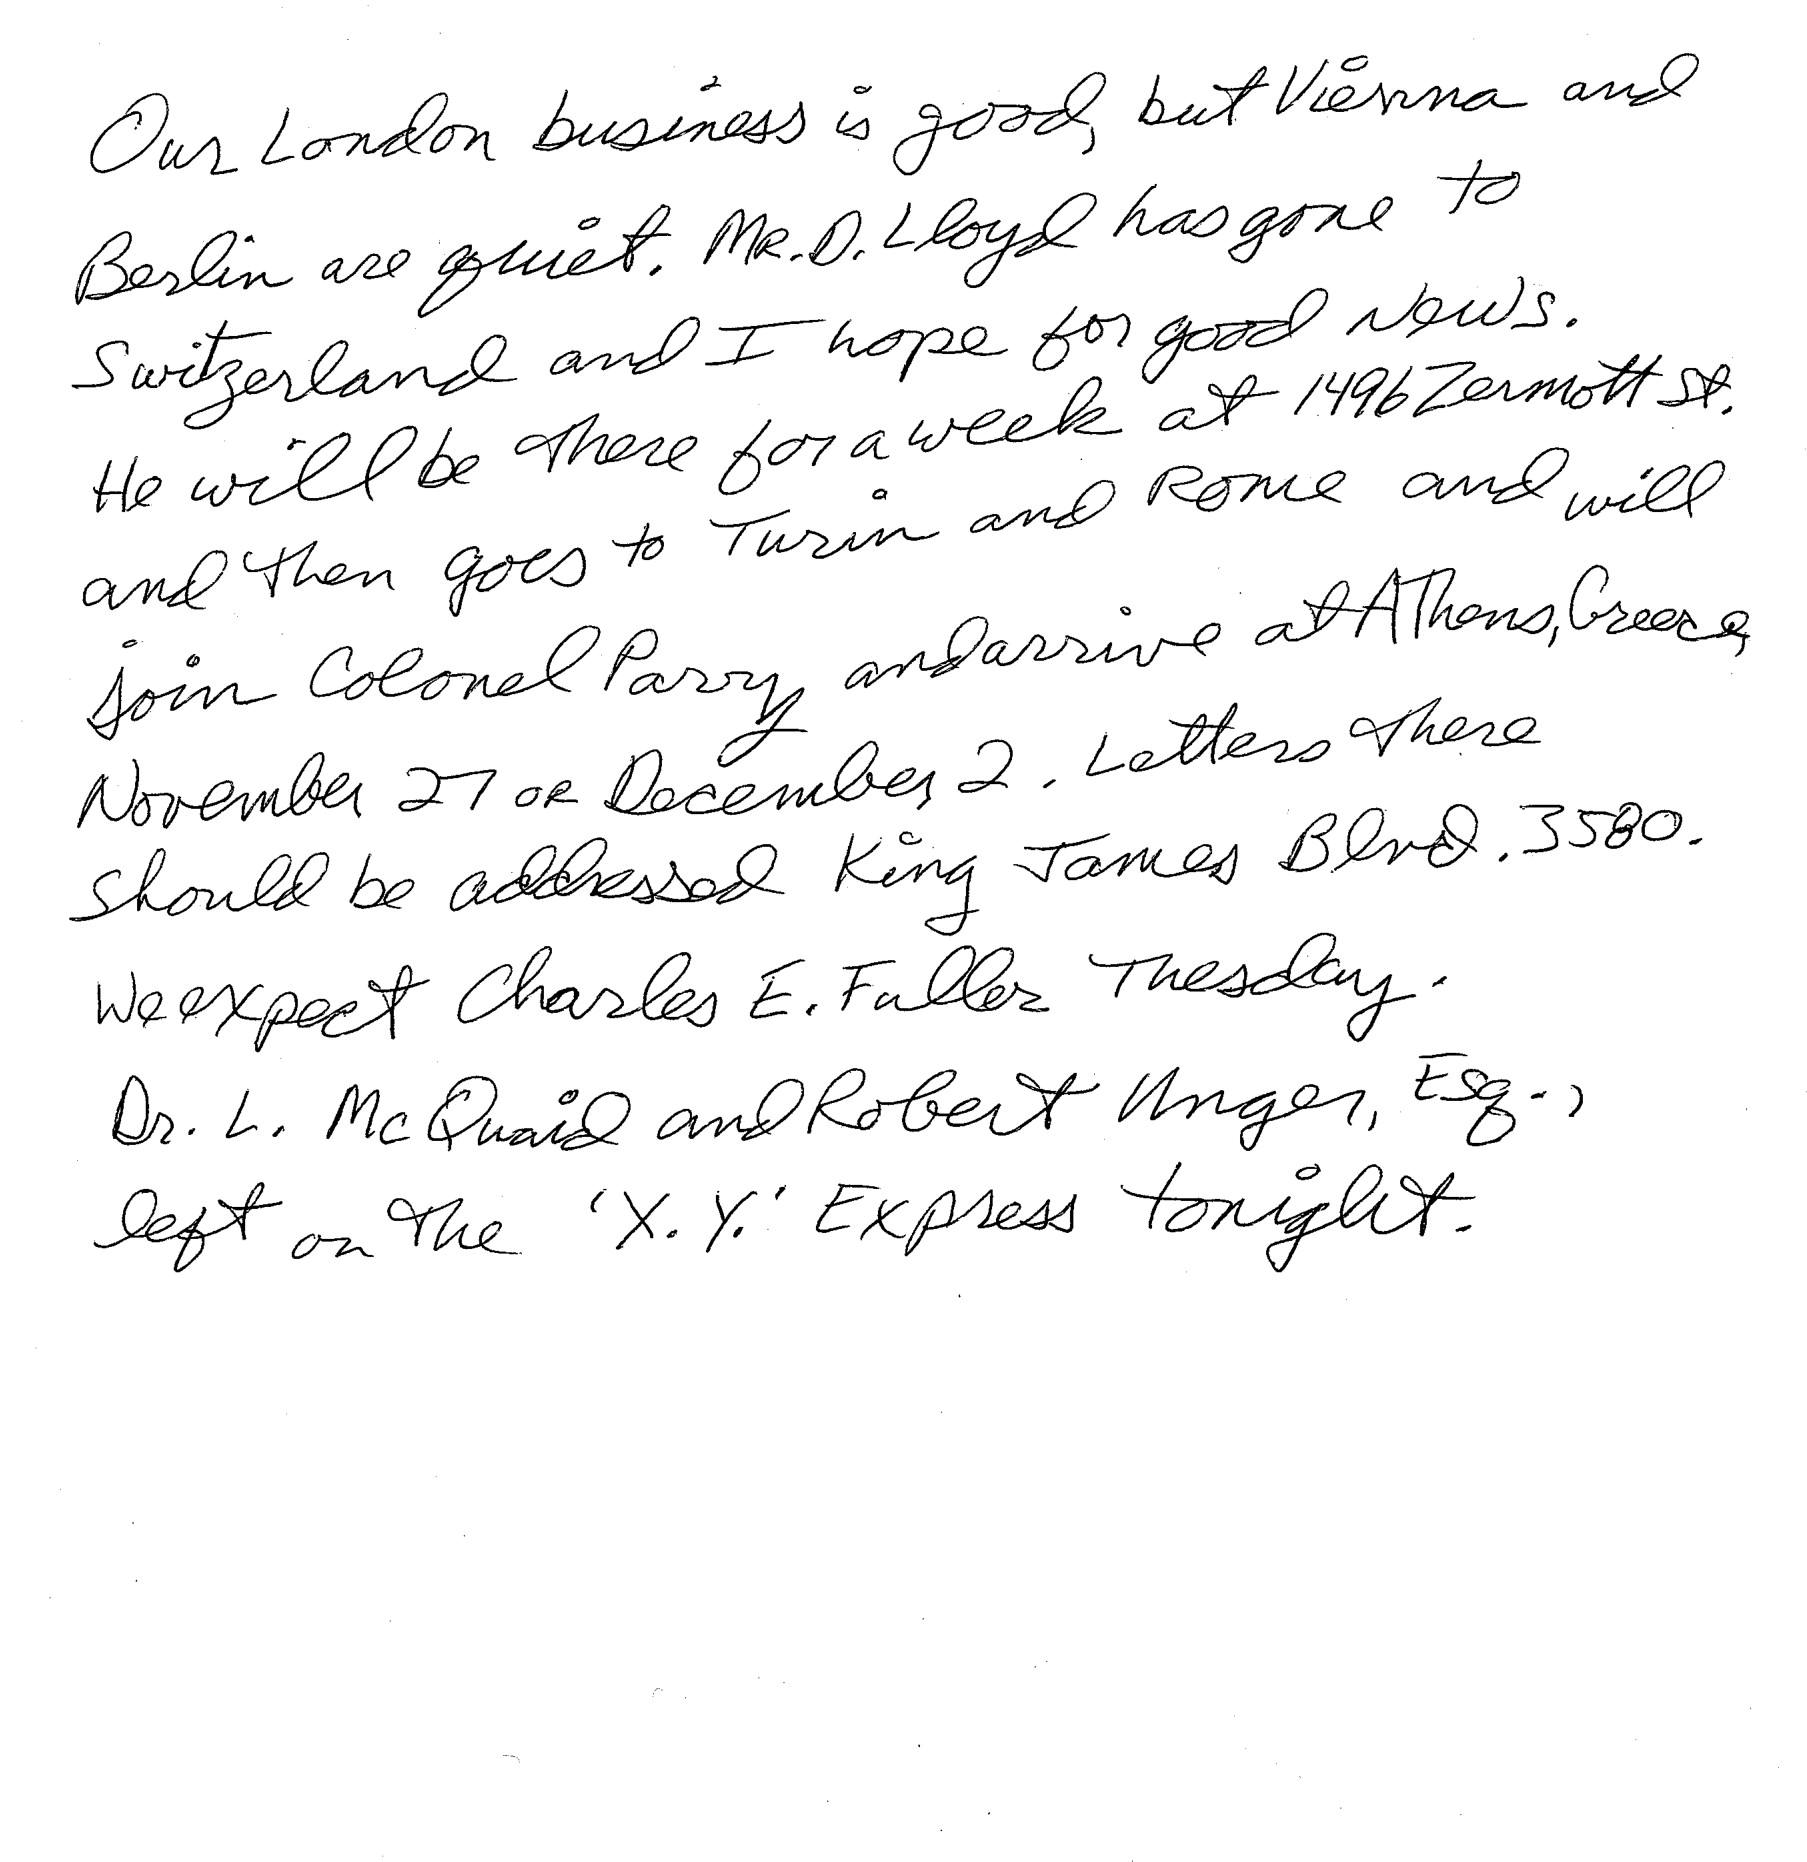 Our London business is good, but Vienna and
Berlin are quiet. Mr. D. Lloyd has gone to
Switzerland and I hope for good news.
He will be there for a week at 1496 Zermott St.
and then goes to Turin and Rome and will
join Colonel Parry and arrive at Athens, Greece,
November 27 or December 2. Letters there
should be addressed King James Blvd. 3580.
We expect Charles E. Fuller Tuesday.
Dr. L. McQuaid and Robert Unger, Esq.,
left on the 'X.Y.' Express tonight.